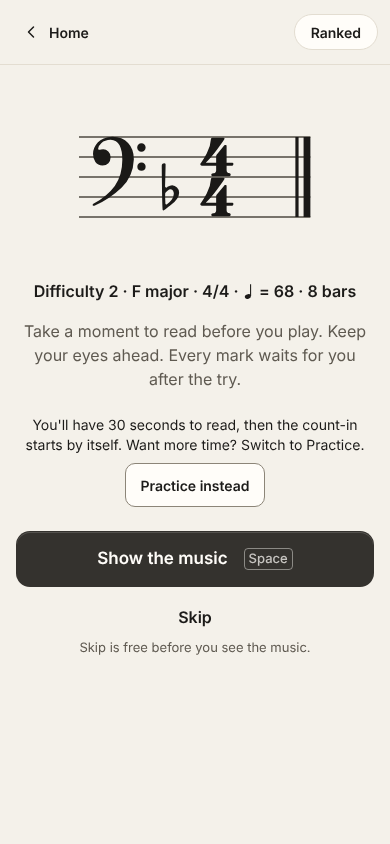 Home
Ranked
4
4
Difficulty 2 · F major · 4/4 · ♩ = 68 · 8 bars
Take a moment to read before you play. Keep
your eyes ahead. Every mark waits for you
after the try.
You'll have 30 seconds to read, then the count-in
starts by itself. Want more time? Switch to Practice.
Practice instead
Show the music Space
Skip
Skip is free before you see the music.